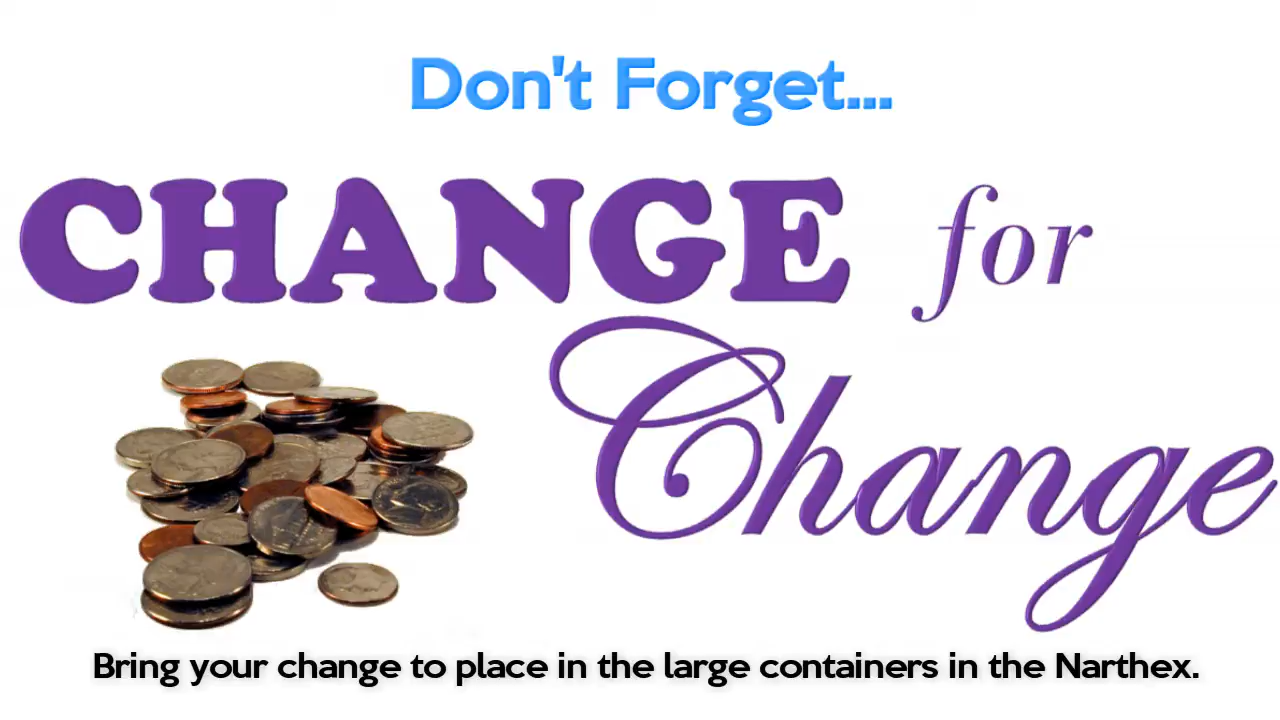 Don't Forget...
CHANGE for
Change
Bring your change to place in the large containers in the Narthex.